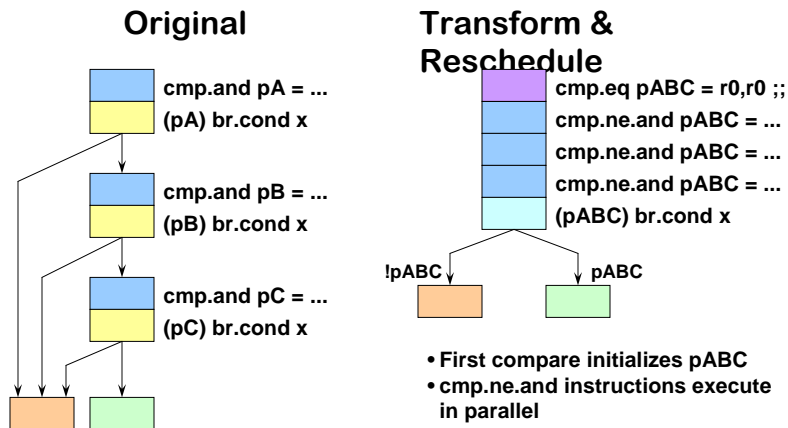 Original
cmp.and pA = ...
(pA) br.cond x
cmp.and pB = ...
(pB) br.cond x
cmp.and pC = ...
(pC) br.cond x
Transform &
Reschedule
cmp.eq pABC = r0,r0 ;;
cmp.ne.and pABC = ...
cmp.ne.and pABC = ...
cmp.ne.and pABC = ...
(pABC) br.cond x
!pABC
pABC
• First compare initializes pABC
• cmp.ne.and instructions execute
in parallel